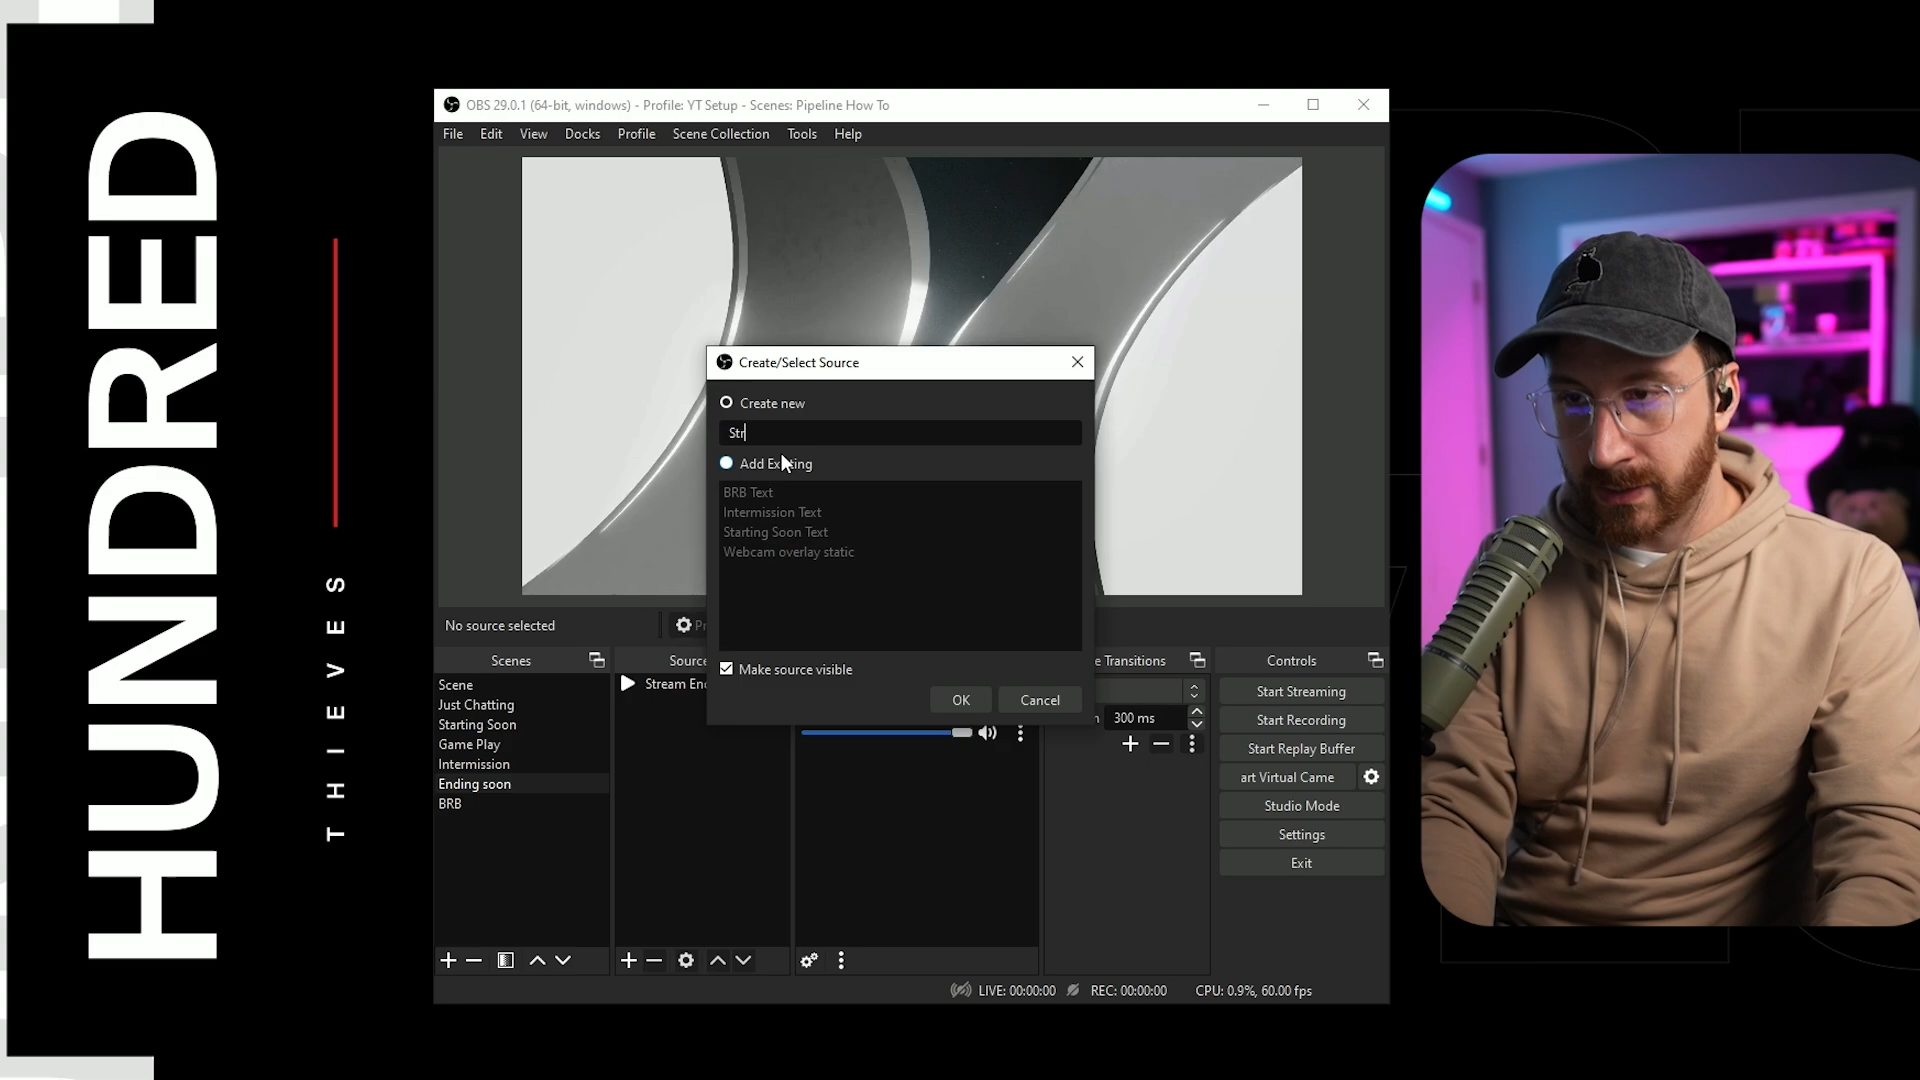 HUNDRED
THIEVES
OBS 29.0.1 (64-bit, windows) - Profile: YT Setup - Scenes: Pipeline How To
File Edit View Docks Profile Scene Collection Tools Help
Create/Select Source
Create new
Str
Add Existing
BRB Text
Intermission Text
Starting Soon Text
Webcam overlay static
Make source visible
OK Cancel
No source selected
Pr
Scenes
Scene
Just Chatting
Starting Soon
Game Play
Intermission
Ending soon
BRB
Source
Stream End
e Transitions
n 300 ms
Controls
Start Streaming
Start Recording
Start Replay Buffer
art Virtual Came
Studio Mode
Settings
Exit
LIVE: 00:00:00 REC: 00:00:00 CPU: 0.9%, 60.00 fps